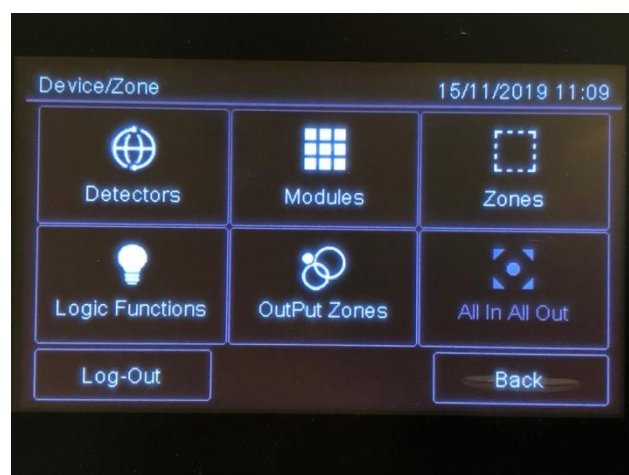 Device/Zone 15/11/2019 11:09
Detectors Modules Zones
Logic Functions OutPut Zones All In All Out
Log-Out Back